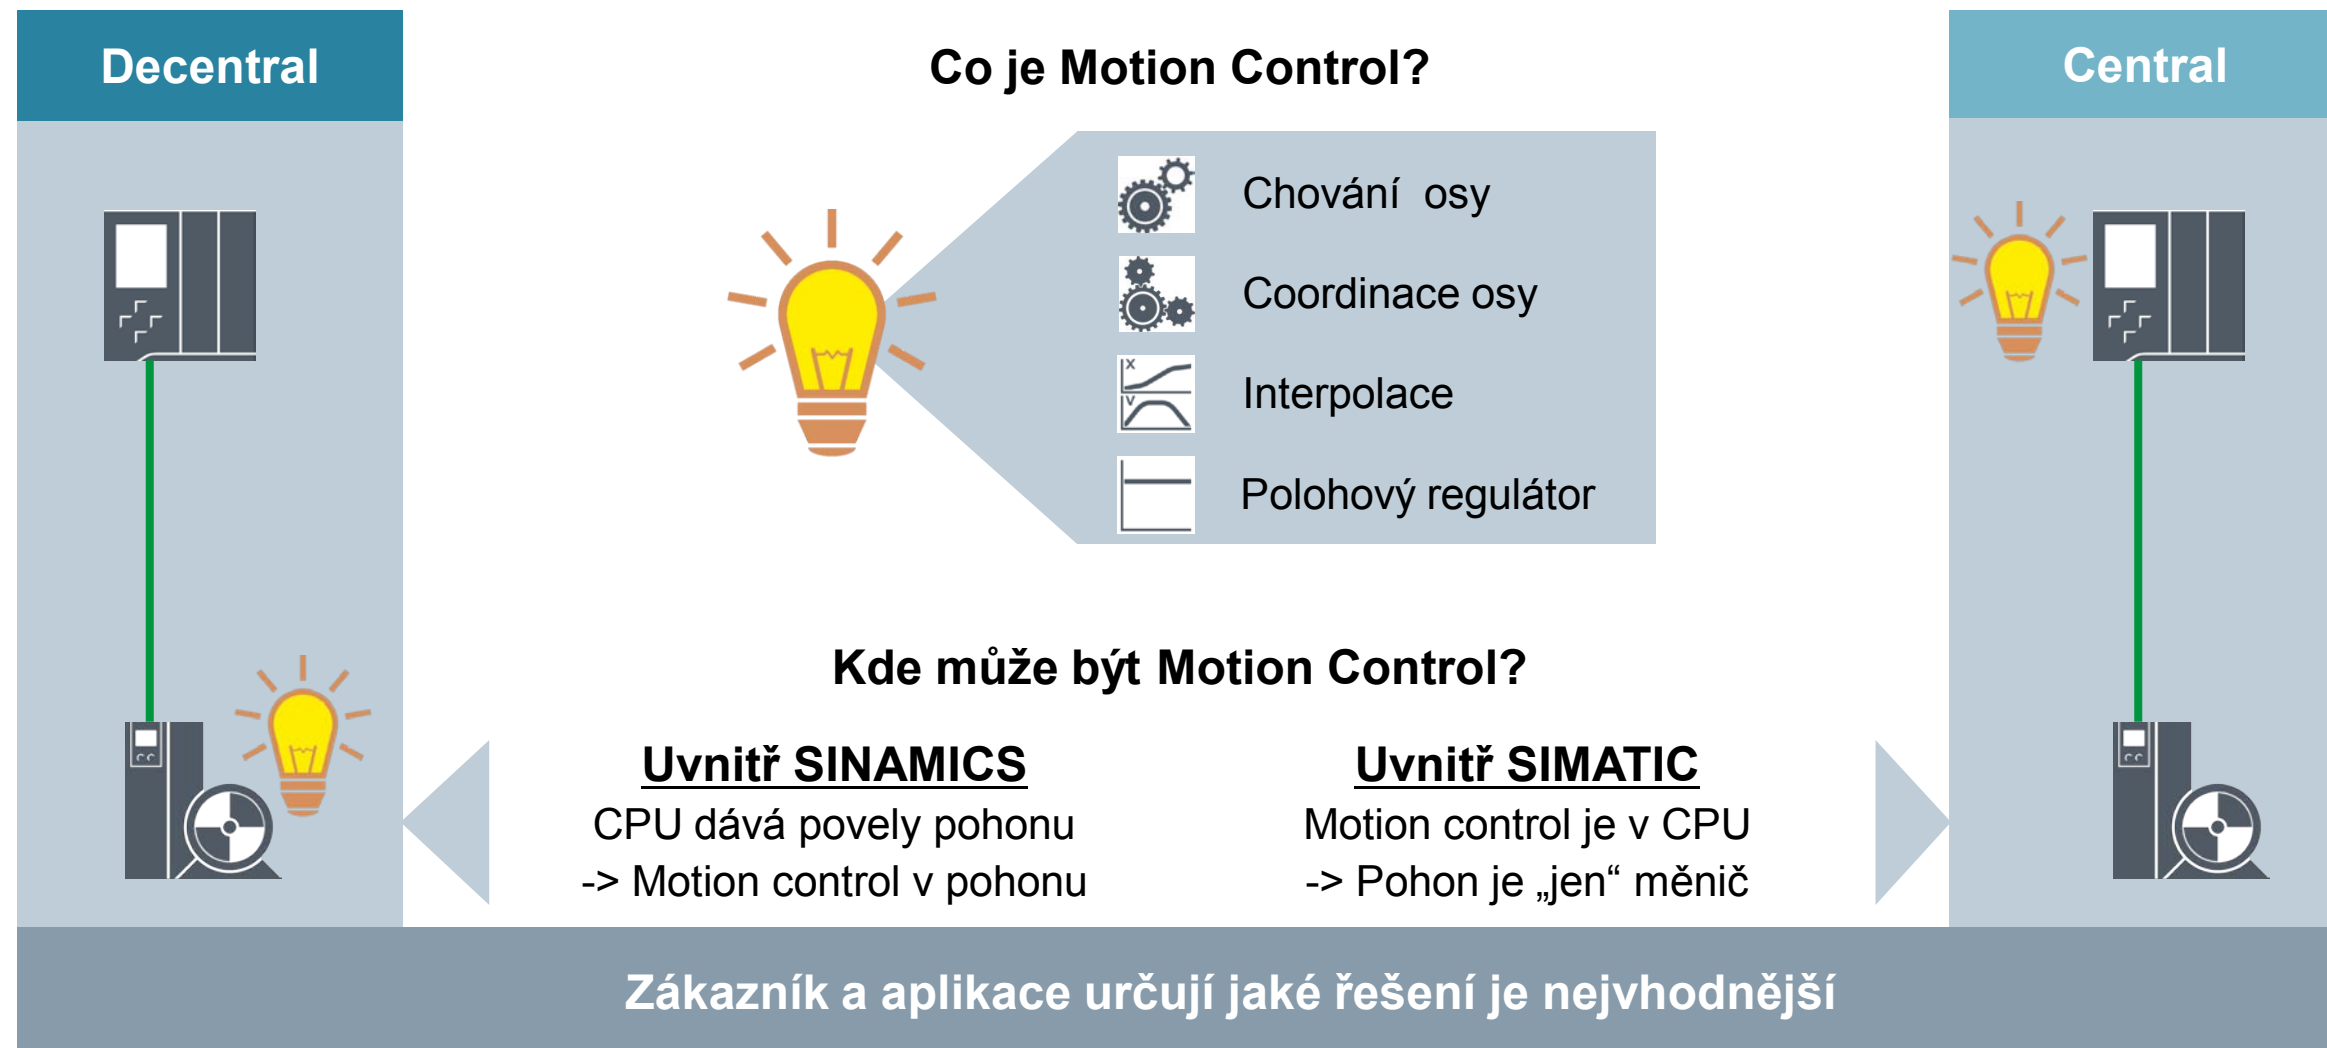 Decentral
Co je Motion Control?
Central
Chování osy
Coordinace osy
X
Interpolace
V
Polohový regulátor
Kde může být Motion Control?
Uvnitř SINAMICS
CPU dává povely pohonu
-> Motion control v pohonu
Uvnitř SIMATIC
Motion control je v CPU
-> Pohon je „jen“ měnič
Zákazník a aplikace určují jaké řešení je nejvhodnější